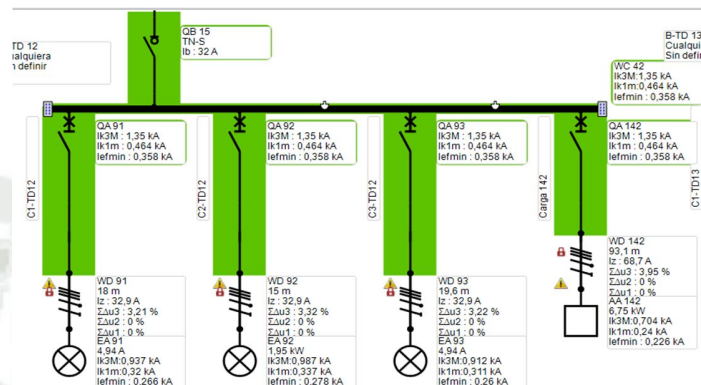 TD 12
ualquiera
n definir
QB 15
TN-S
Ib : 32 A
B-TD 13
Cualqui
Sin defin
WC 42
Ik3M:1,35 kA
Ik1m:0,464 kA
Iefmin : 0,358 kA
C1-TD12
QA 91
Ik3M : 1,35 kA
Ik1m : 0,464 kA
Iefmin : 0,358 kA
C2-TD12
QA 92
Ik3M : 1,35 kA
Ik1m : 0,464 kA
Iefmin : 0,358 kA
C3-TD12
QA 93
Ik3M : 1,35 kA
Ik1m : 0,464 kA
Iefmin : 0,358 kA
Carga 142
QA 142
Ik3M : 1,35 kA
Ik1m : 0,464 kA
Iefmin : 0,358 kA
C1-TD13
WD 91
18 m
Iz : 32,9 A
ΣΔu3 : 3,21 %
ΣΔu2 : 0 %
ΣΔu1 : 0 %
EA 91
4,94 A
Ik3M:0,937 kA
Ik1m:0,32 kA
Iefmin : 0,266 kA
WD 92
15 m
Iz : 32,9 A
ΣΔu3 : 3,32 %
ΣΔu2 : 0 %
ΣΔu1 : 0 %
EA 92
1,95 kW
Ik3M:0,987 kA
Ik1m:0,337 kA
Iefmin : 0,278 kA
WD 93
19,6 m
Iz : 32,9 A
ΣΔu3 : 3,22 %
ΣΔu2 : 0 %
ΣΔu1 : 0 %
EA 93
4,94 A
Ik3M:0,912 kA
Ik1m:0,311 kA
Iefmin : 0,26 kA
WD 142
93,1 m
Iz : 68,7 A
ΣΔu3 : 3,95 %
ΣΔu2 : 0 %
ΣΔu1 : 0 %
AA 142
6,75 kW
Ik3M:0,704 kA
Ik1m:0,24 kA
Iefmin : 0,226 kA